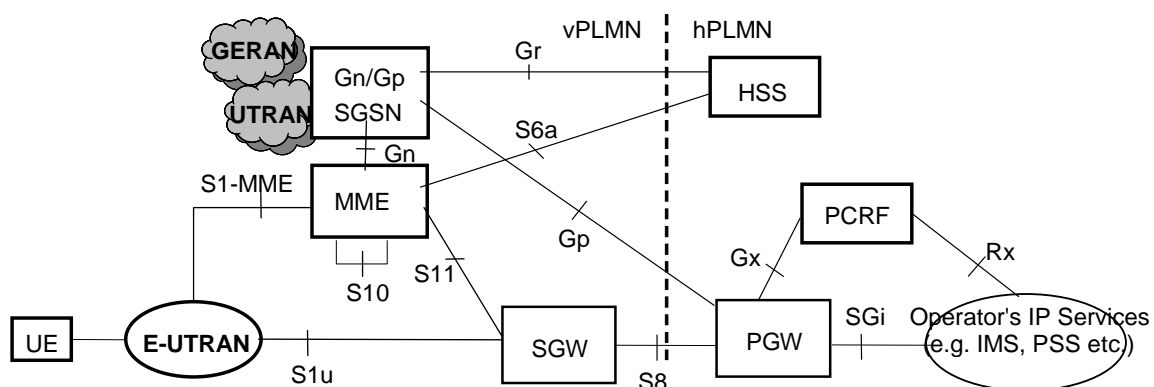 vPLMN
hPLMN
GERAN
Gr
Gn/Gp
SGSN
HSS
UTRAN
S6a
Gn
S1-MME
MME
PCRF
Gp
Gx
Rx
S11
S10
SGi
Operator's IP Services
(e.g. IMS, PSS etc.)
UE
E-UTRAN
SGW
PGW
S1u
S8